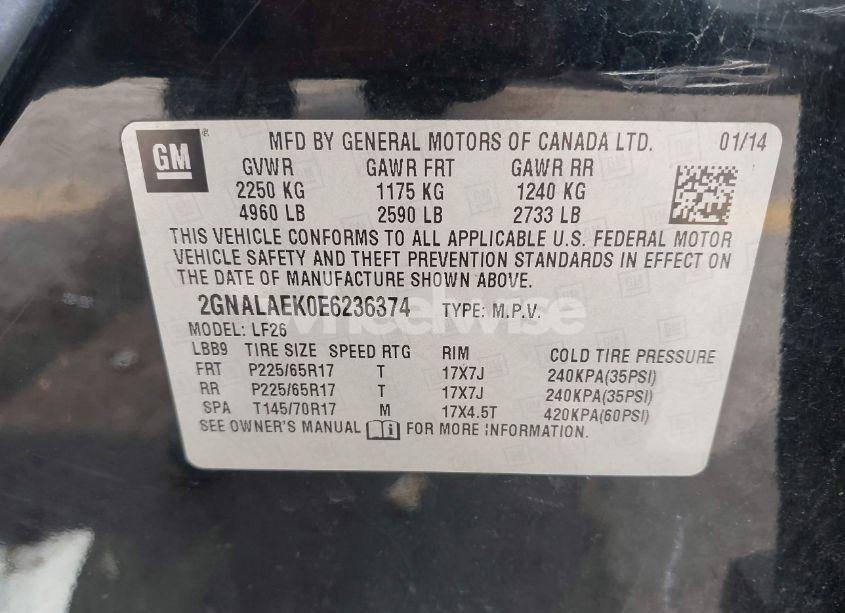 GM
MFD BY GENERAL MOTORS OF CANADA LTD. 01/14
GVWR GAWR FRT GAWR RR
2250 KG 1175 KG 1240 KG
4960 LB 2590 LB 2733 LB
THIS VEHICLE CONFORMS TO ALL APPLICABLE U.S. FEDERAL MOTOR
VEHICLE SAFETY AND THEFT PREVENTION STANDARDS IN EFFECT ON
THE DATE OF MANUFACTURE SHOWN ABOVE.
2GNALAEK0E6236374 TYPE: M.P.V.
wheelwise
MODEL: LF26
LBB9 TIRE SIZE SPEED RTG RIM COLD TIRE PRESSURE
FRT P225/65R17 T 17X7J 240KPA(35PSI)
RR P225/65R17 T 17X7J 240KPA(35PSI)
SPA T145/70R17 M 17X4.5T 420KPA(60PSI)
SEE OWNER'S MANUAL FOR MORE INFORMATION.